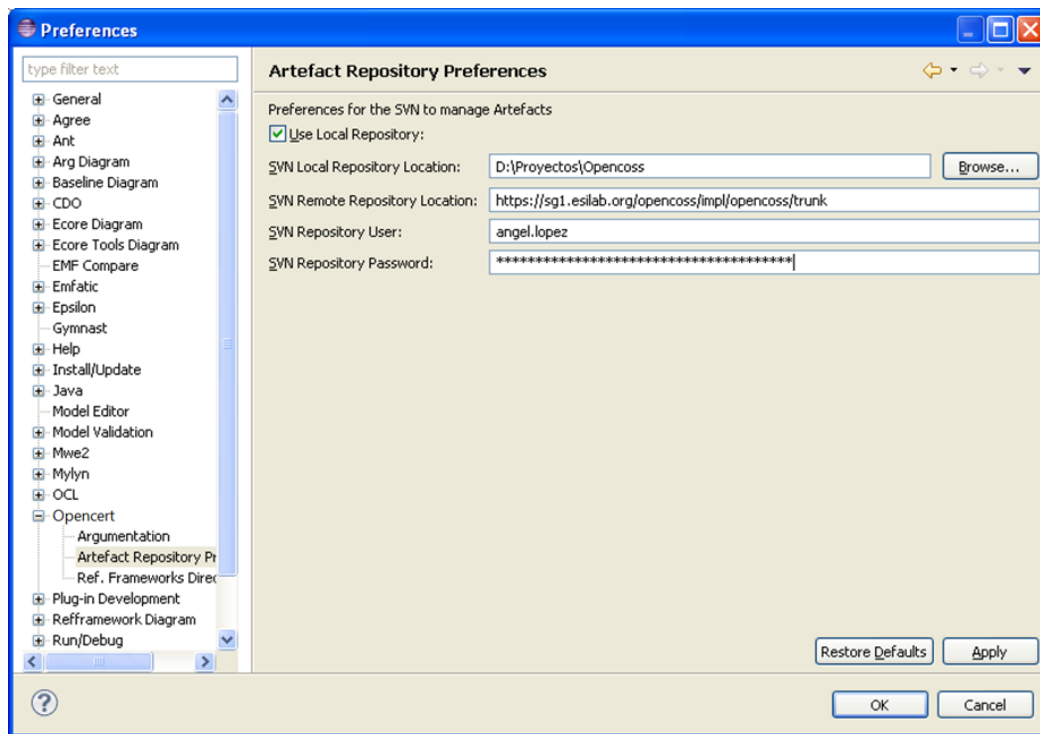 Preferences
type filter text
General
Agree
Ant
Arg Diagram
Baseline Diagram
CDO
Ecore Diagram
Ecore Tools Diagram
EMF Compare
Emfatic
Epsilon
Gymnast
Help
Install/Update
Java
Model Editor
Model Validation
Mwe2
Mylyn
OCL
Opencert
Argumentation
Artefact Repository Pr
Ref. Frameworks Direc
Plug-in Development
Refframework Diagram
Run/Debug
Artefact Repository Preferences
Preferences for the SVN to manage Artefacts
Use Local Repository:
SVN Local Repository Location: D:\Proyectos\Opencoss Browse...
SVN Remote Repository Location: https://sg1.esilab.org/opencoss/impl/opencoss/trunk
SVN Repository User: angel.lopez
SVN Repository Password: **************************************
Restore Defaults Apply
? OK Cancel